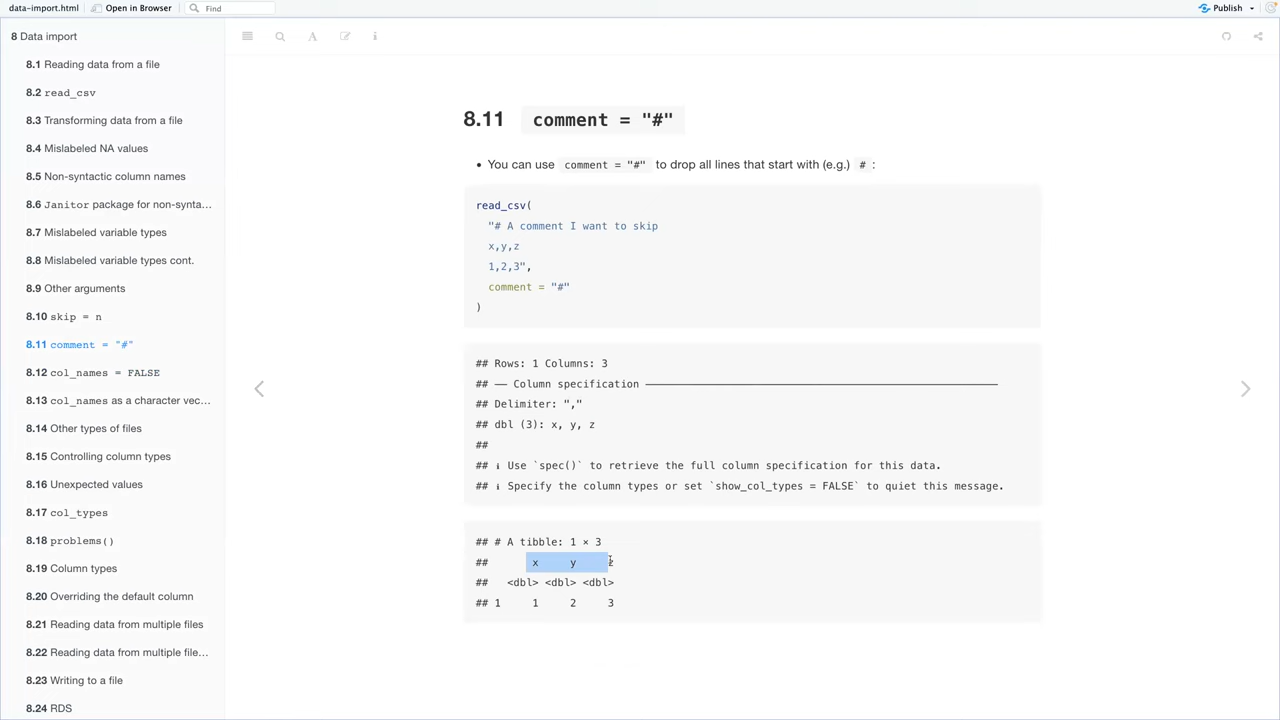 data-import.html
Open in Browser
Find
Publish
8 Data import
8.1 Reading data from a file
8.2 read_csv
8.3 Transforming data from a file
8.4 Mislabeled NA values
8.5 Non-syntactic column names
8.6 Janitor package for non-synta…
8.7 Mislabeled variable types
8.8 Mislabeled variable types cont.
8.9 Other arguments
8.10 skip = n
8.11 comment = "#"
8.12 col_names = FALSE
8.13 col_names as a character vec…
8.14 Other types of files
8.15 Controlling column types
8.16 Unexpected values
8.17 col_types
8.18 problems()
8.19 Column types
8.20 Overriding the default column
8.21 Reading data from multiple files
8.22 Reading data from multiple file…
8.23 Writing to a file
8.24 RDS
8.11 comment = "#"
• You can use comment = "#" to drop all lines that start with (e.g.) # :
read_csv(
"# A comment I want to skip
x,y,z
1,2,3",
comment = "#"
)
## Rows: 1 Columns: 3
## ── Column specification ────────────────────────────────────────────────────────
## Delimiter: ","
## dbl (3): x, y, z
##
## ℹ Use `spec()` to retrieve the full column specification for this data.
## ℹ Specify the column types or set `show_col_types = FALSE` to quiet this message.
## # A tibble: 1 × 3
## x y z
## <dbl> <dbl> <dbl>
## 1 1 2 3